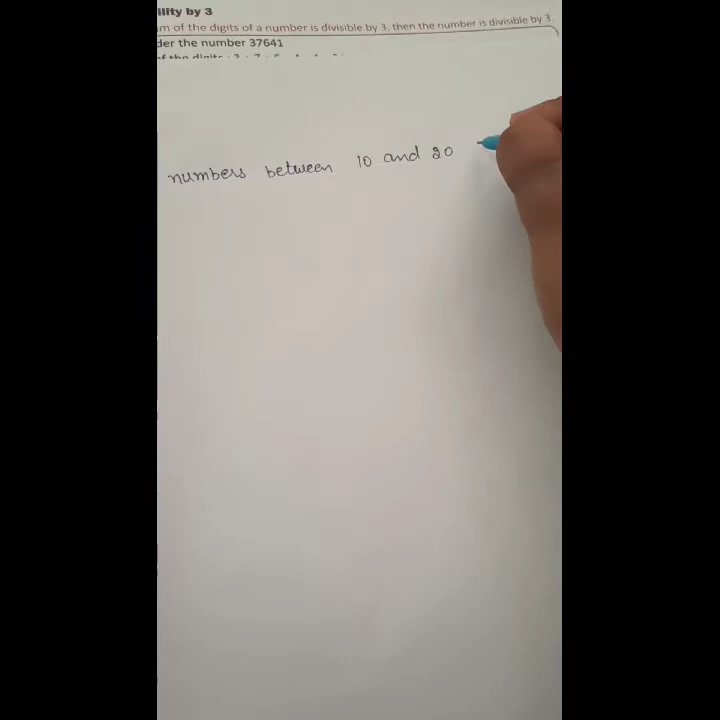 ility by 3
m of the digits of a number is divisible by 3, then the number is divisible by 3.
der the number 37641
numbers between 10 and 20